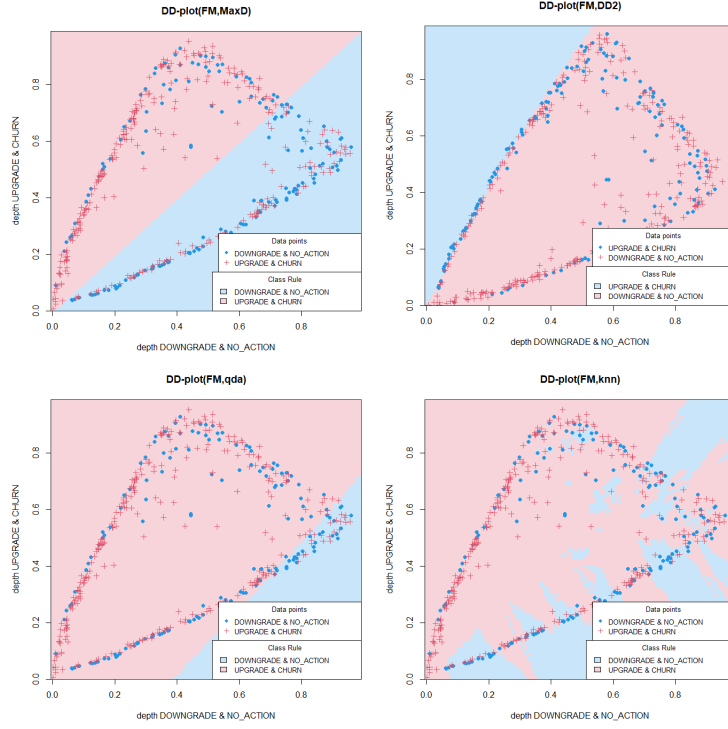 DD-plot(FM,MaxD)
depth UPGRADE & CHURN
0.0 0.2 0.4 0.6 0.8
Data points
DOWNGRADE & NO_ACTION
UPGRADE & CHURN
Class Rule
DOWNGRADE & NO_ACTION
UPGRADE & CHURN
0.0 0.2 0.4 0.6 0.8
depth DOWNGRADE & NO_ACTION
DD-plot(FM,DD2)
depth UPGRADE & CHURN
0.0 0.2 0.4 0.6 0.8
Data points
UPGRADE & CHURN
DOWNGRADE & NO_ACTION
Class Rule
UPGRADE & CHURN
DOWNGRADE & NO_ACTION
0.0 0.2 0.4 0.6 0.8
depth DOWNGRADE & NO_ACTION
DD-plot(FM,qda)
depth UPGRADE & CHURN
0.0 0.2 0.4 0.6 0.8
Data points
DOWNGRADE & NO_ACTION
UPGRADE & CHURN
Class Rule
DOWNGRADE & NO_ACTION
UPGRADE & CHURN
0.0 0.2 0.4 0.6 0.8
depth DOWNGRADE & NO_ACTION
DD-plot(FM,knn)
depth UPGRADE & CHURN
0.0 0.2 0.4 0.6 0.8
Data points
DOWNGRADE & NO_ACTION
UPGRADE & CHURN
Class Rule
DOWNGRADE & NO_ACTION
UPGRADE & CHURN
0.0 0.2 0.4 0.6 0.8
depth DOWNGRADE & NO_ACTION